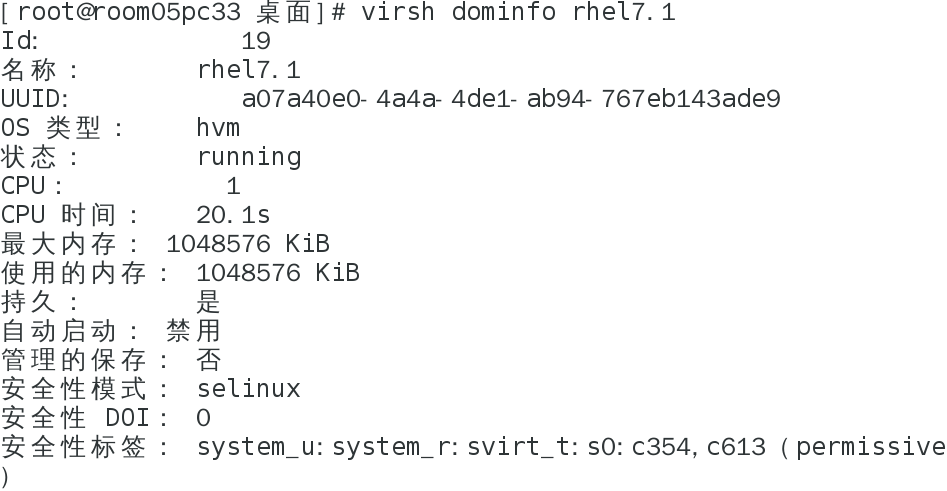 [root@room05pc33 桌面]# virsh dominfo rhel7.1
Id: 19
名称： rhel7.1
UUID: a07a40e0-4a4a-4de1-ab94-767eb143ade9
OS 类型： hvm
状态： running
CPU： 1
CPU 时间： 20.1s
最大内存： 1048576 KiB
使用的内存： 1048576 KiB
持久： 是
自动启动： 禁用
管理的保存： 否
安全性模式： selinux
安全性 DOI： 0
安全性标签： system_u:system_r:svirt_t:s0:c354,c613 (permissive
)